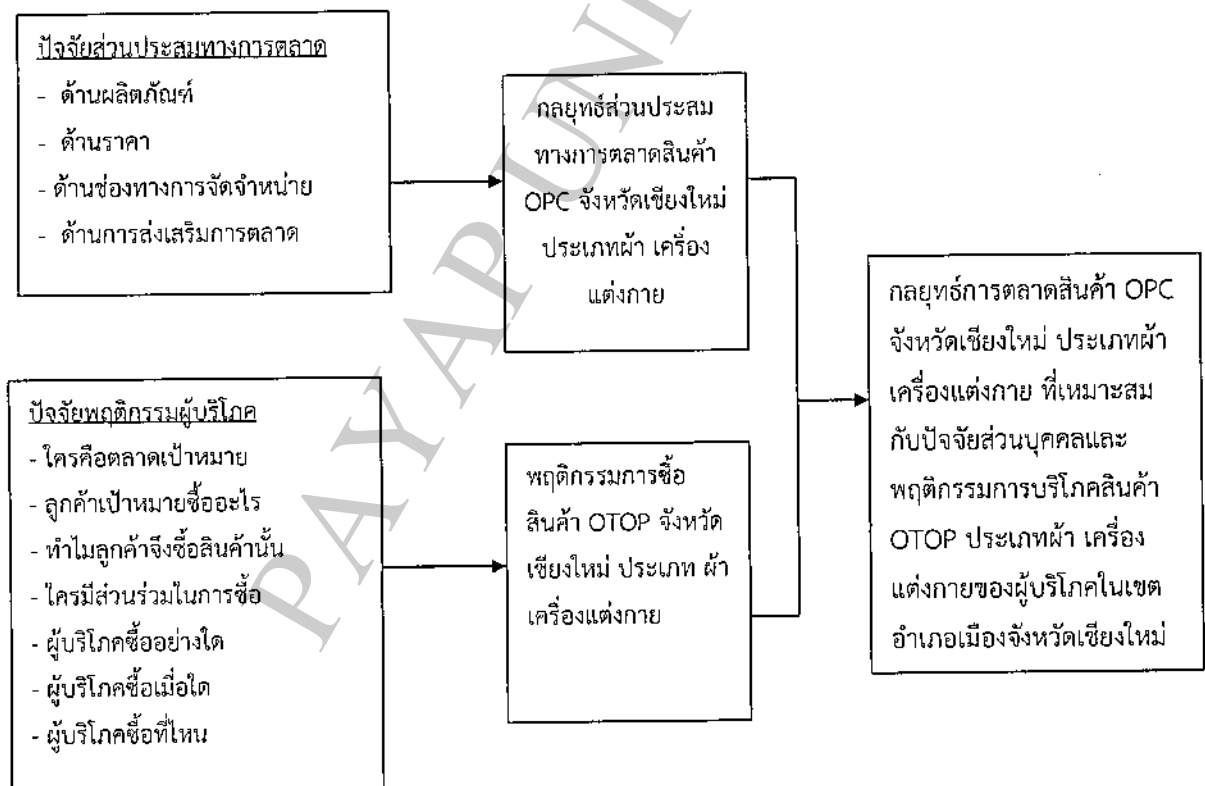 ปัจจัยส่วนประสมทางการตลาด
- ด้านผลิตภัณฑ์
- ด้านราคา
- ด้านช่องทางการจัดจำหน่าย
- ด้านการส่งเสริมการตลาด
กลยุทธ์ส่วนประสม
ทางการตลาดสินค้า
OPC จังหวัดเชียงใหม่
ประเภทผ้า เครื่อง
แต่งกาย
ปัจจัยพฤติกรรมผู้บริโภค
- ใครคือตลาดเป้าหมาย
- ลูกค้าเป้าหมายซื้ออะไร
- ทำไมลูกค้าจึงซื้อสินค้านั้น
- ใครมีส่วนร่วมในการซื้อ
- ผู้บริโภคซื้ออย่างใด
- ผู้บริโภคซื้อเมื่อใด
- ผู้บริโภคซื้อที่ไหน
พฤติกรรมการซื้อ
สินค้า OTOP จังหวัด
เชียงใหม่ ประเภท ผ้า
เครื่องแต่งกาย
กลยุทธ์การตลาดสินค้า OPC
จังหวัดเชียงใหม่ ประเภทผ้า
เครื่องแต่งกาย ที่เหมาะสม
กับปัจจัยส่วนบุคคลและ
พฤติกรรมการบริโภคสินค้า
OTOP ประเภทผ้า เครื่อง
แต่งกายของผู้บริโภคในเขต
อำเภอเมืองจังหวัดเชียงใหม่
PAYAP UNI